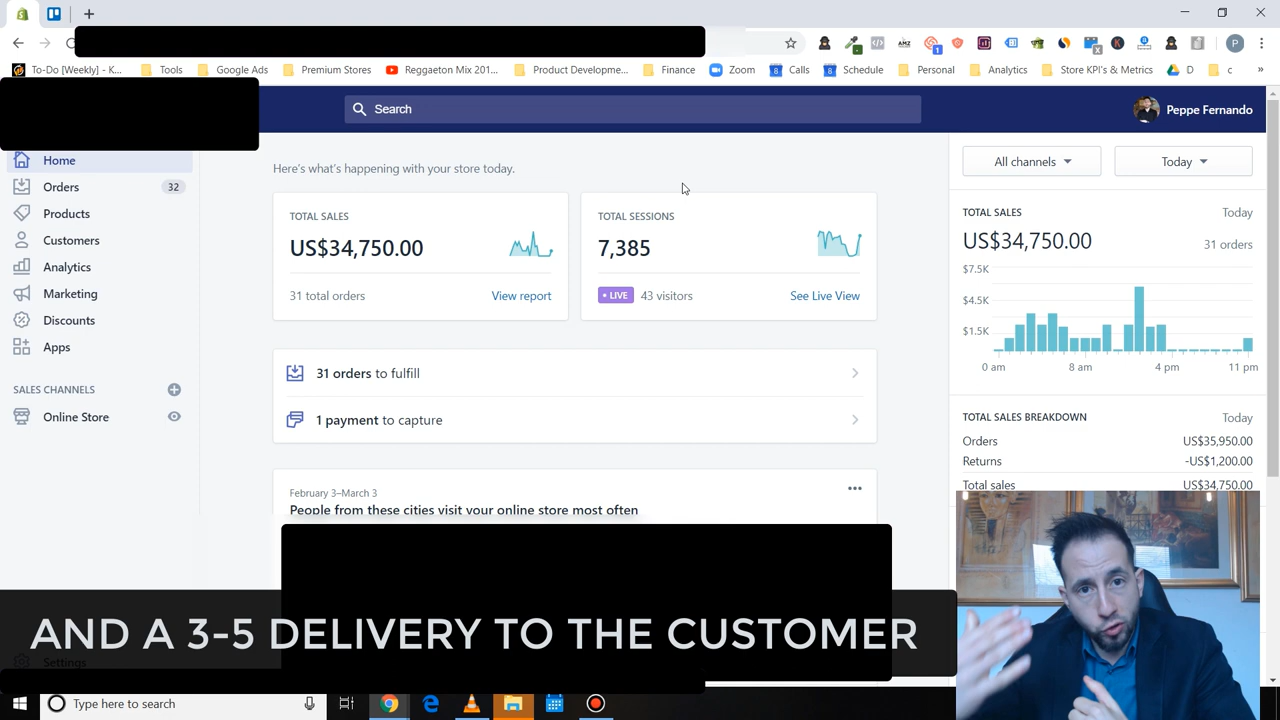 To-Do [Weekly] - K...
Tools
Google Ads
Premium Stores
Reggaeton Mix 201...
Product Developme...
Finance
Zoom
8 Calls
8 Schedule
Personal
Analytics
Store KPI's & Metrics
D
c
»
Search
Peppe Fernando
Home
Orders
32
Products
Customers
Analytics
Marketing
Discounts
Apps
SALES CHANNELS
Online Store
Settings
Here's what's happening with your store today.
TOTAL SALES
US$34,750.00
31 total orders
View report
TOTAL SESSIONS
7,385
• LIVE
43 visitors
See Live View
31 orders to fulfill
1 payment to capture
February 3–March 3
People from these cities visit your online store most often
All channels
Today
TOTAL SALES
Today
US$34,750.00
31 orders
$7.5K
$4.5K
$1.5K
0 am
8 am
4 pm
11 pm
TOTAL SALES BREAKDOWN
Today
Orders
US$35,950.00
Returns
-US$1,200.00
Total sales
US$34,750.00
AND A 3-5 DELIVERY TO THE CUSTOMER
Type here to search